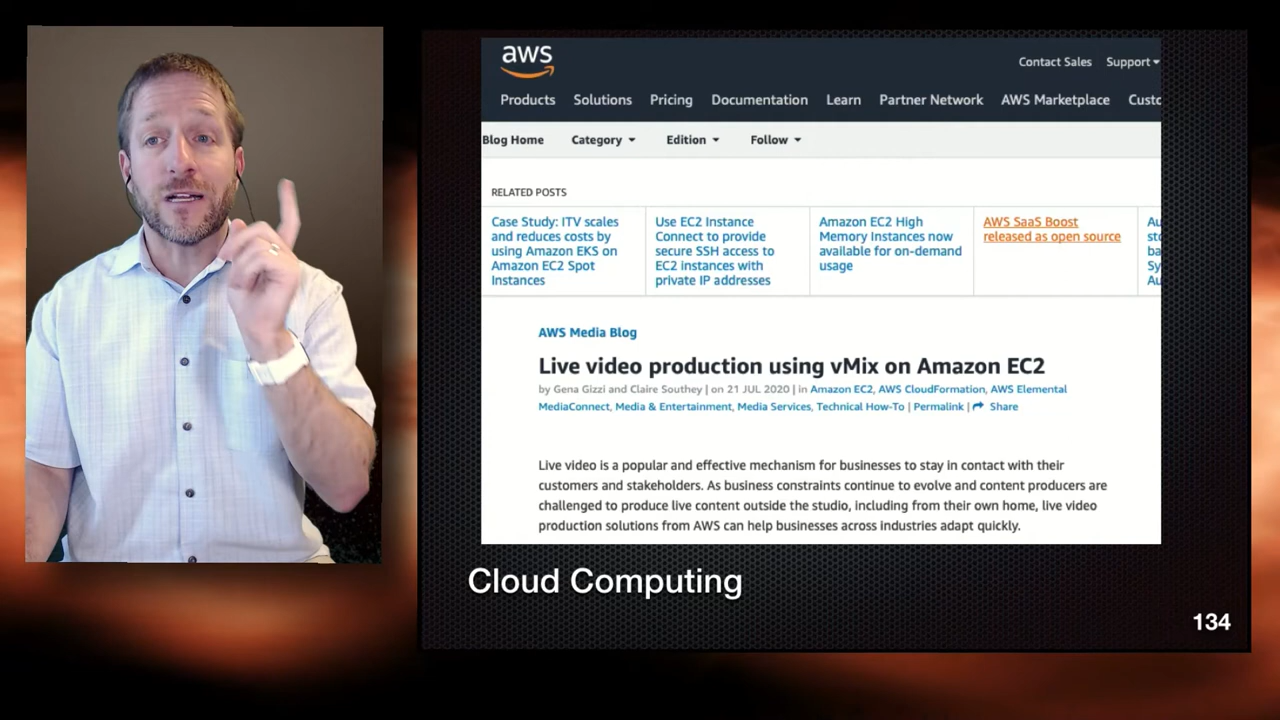 aws
Contact Sales Support
Products Solutions Pricing Documentation Learn Partner Network AWS Marketplace Custo
Blog Home Category Edition Follow
RELATED POSTS
Case Study: ITV scales
and reduces costs by
using Amazon EKS on
Amazon EC2 Spot
Instances
Use EC2 Instance
Connect to provide
secure SSH access to
EC2 instances with
private IP addresses
Amazon EC2 High
Memory Instances now
available for on-demand
usage
AWS SaaS Boost
released as open source
Au
sto
ba
Sy
Au
AWS Media Blog
Live video production using vMix on Amazon EC2
by Gena Gizzi and Claire Southey | on 21 JUL 2020 | in Amazon EC2, AWS CloudFormation, AWS Elemental
MediaConnect, Media & Entertainment, Media Services, Technical How-To | Permalink | Share
Live video is a popular and effective mechanism for businesses to stay in contact with their
customers and stakeholders. As business constraints continue to evolve and content producers are
challenged to produce live content outside the studio, including from their own home, live video
production solutions from AWS can help businesses across industries adapt quickly.
Cloud Computing
134